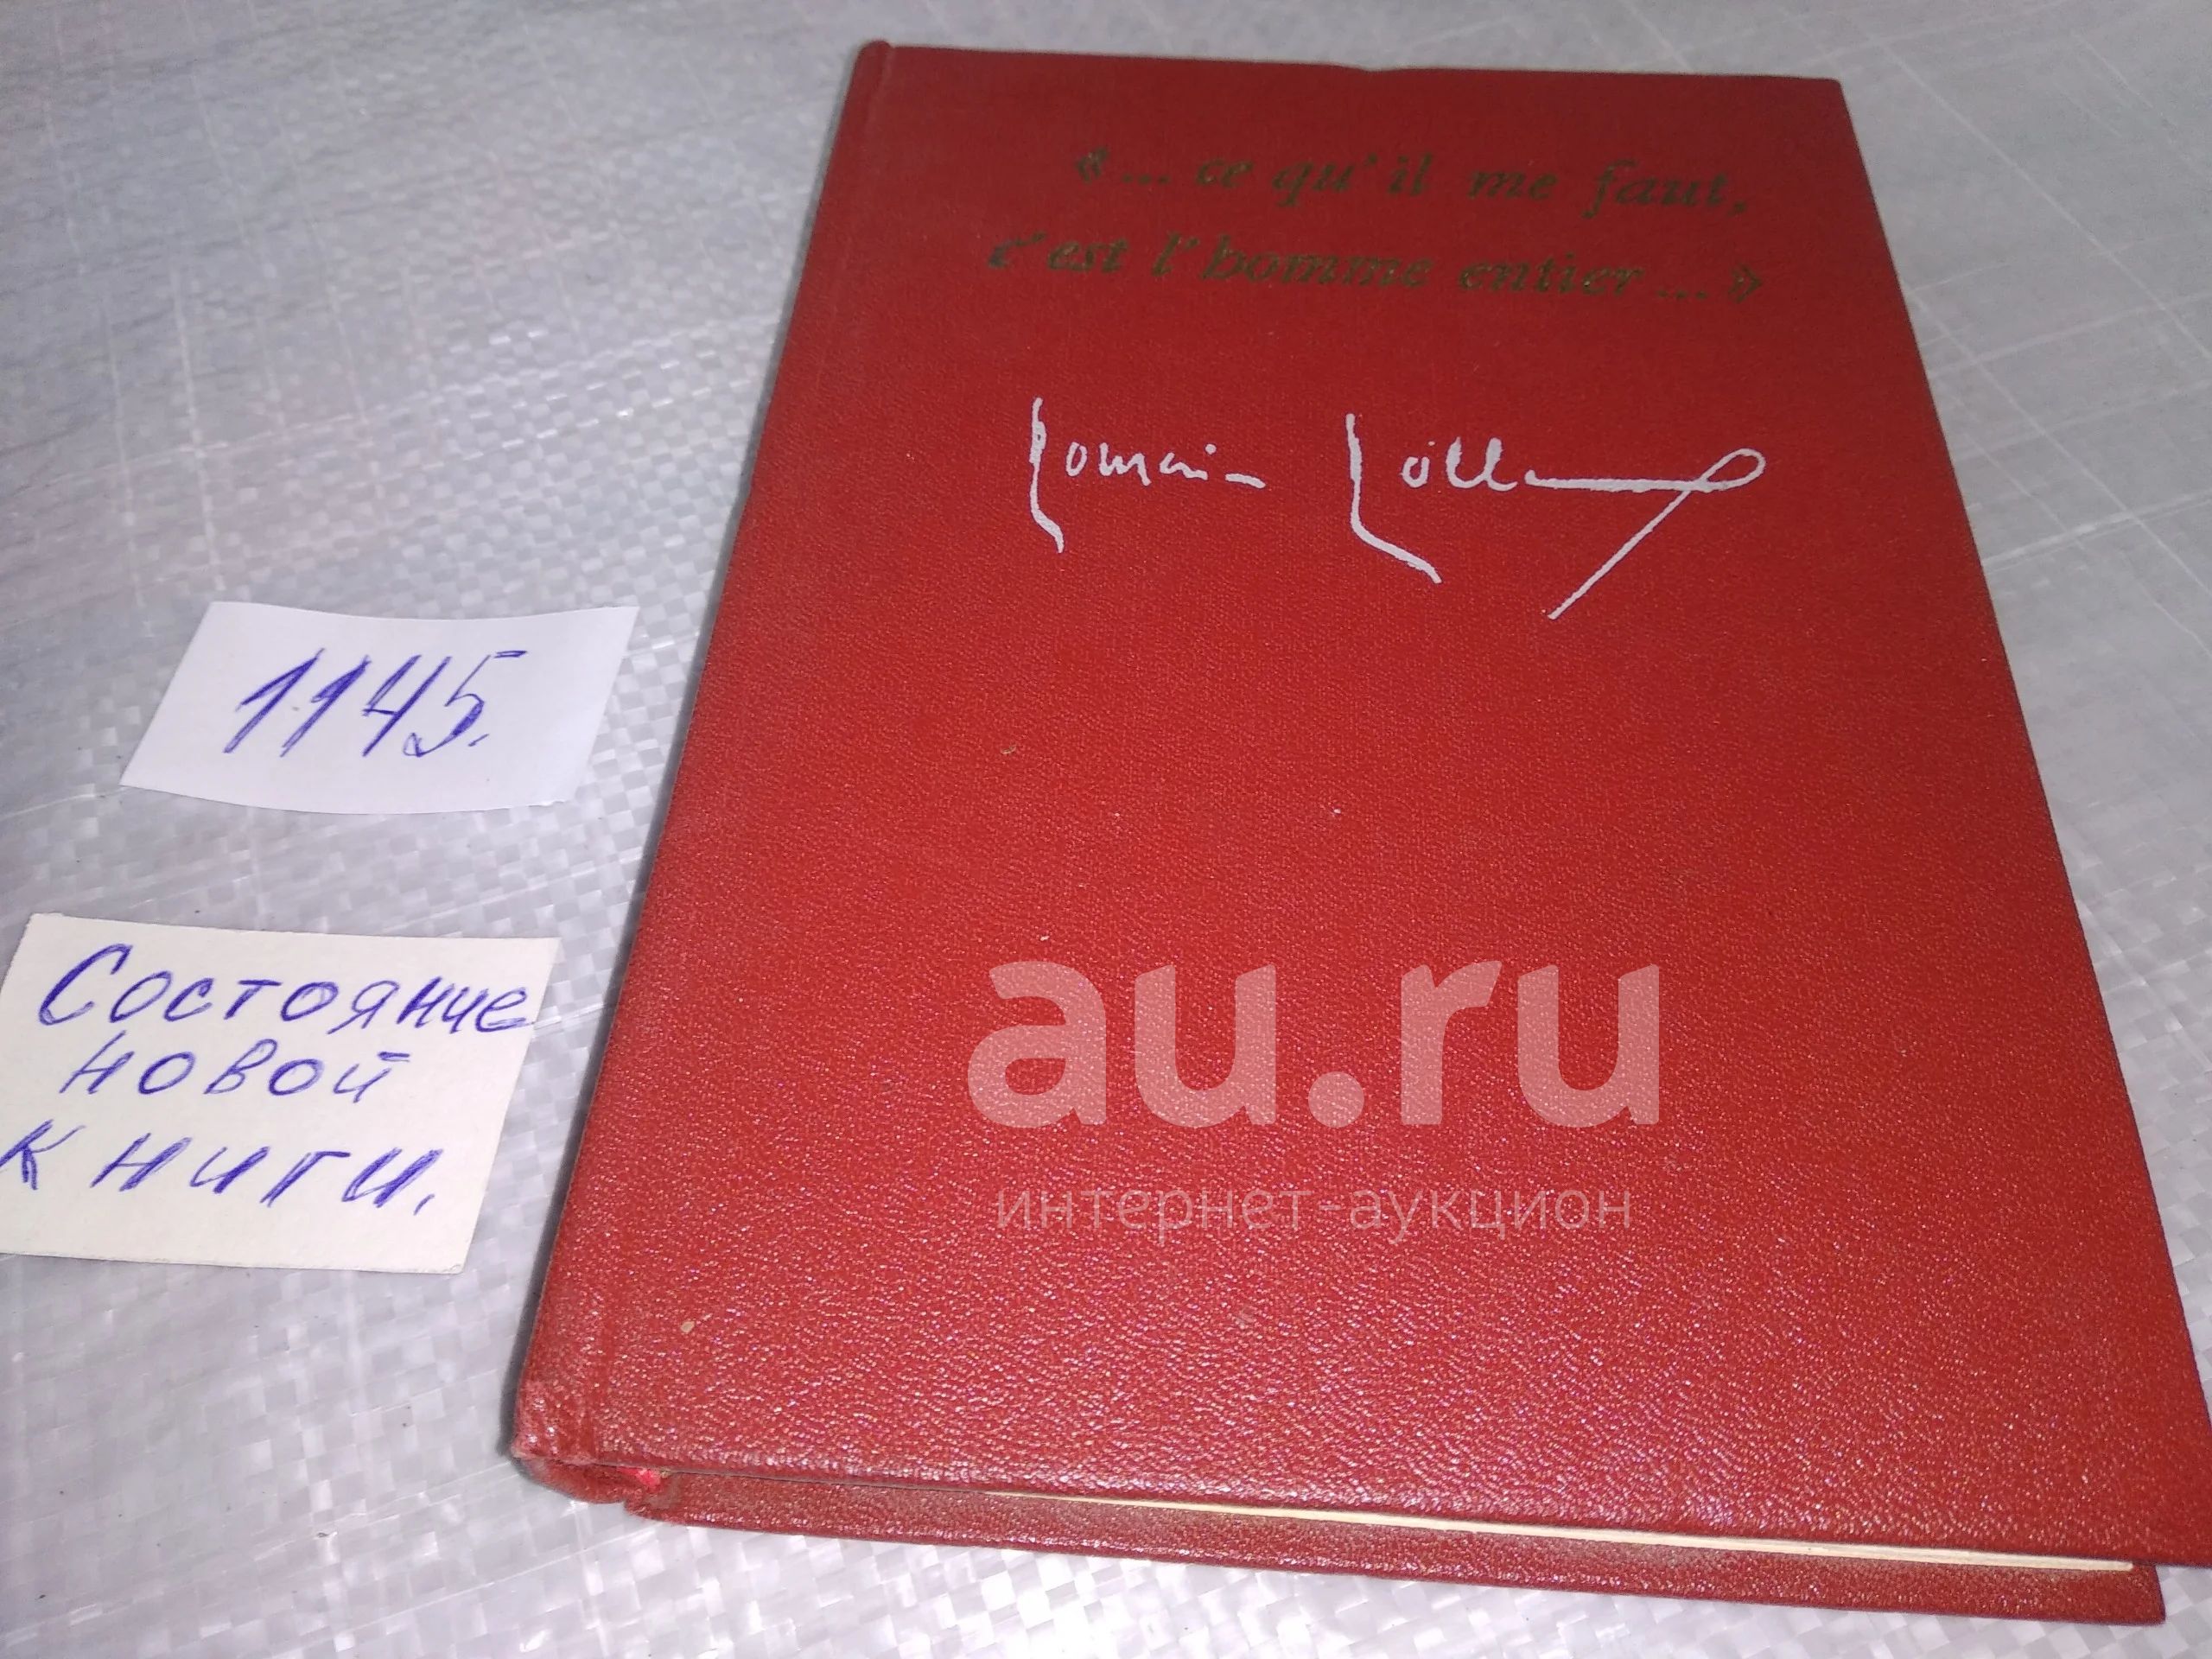 «... ce qu'il me faut,
c'est l'homme entier...»
Romain Rolland
1145.
Состояние
новой
книги.
au.ru
интернет-аукцион